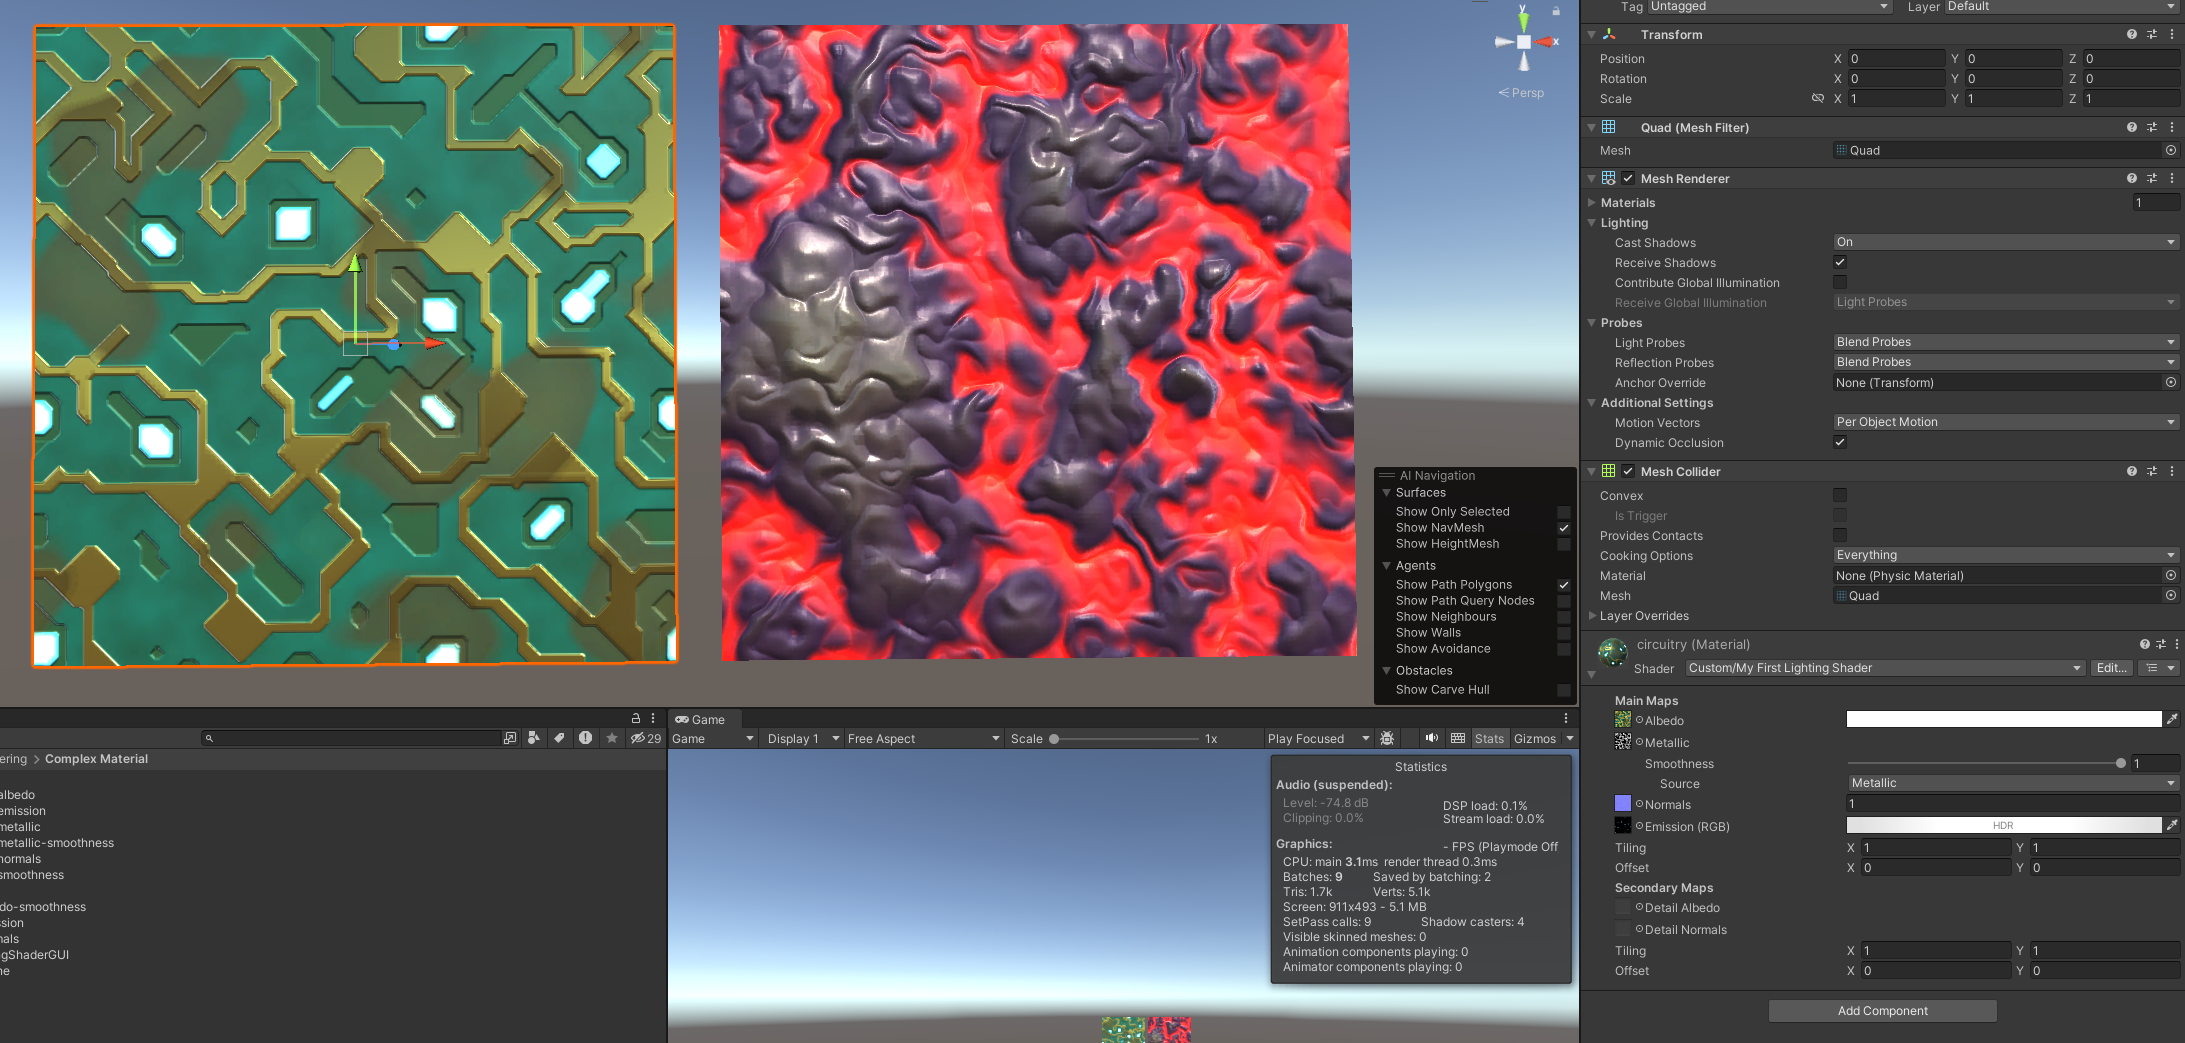 y
x
Persp
AI Navigation
Surfaces
Show Only Selected
Show NavMesh
Show HeightMesh
Agents
Show Path Polygons
Show Path Query Nodes
Show Neighbours
Show Walls
Show Avoidance
Obstacles
Show Carve Hull
29
ering > Complex Material
albedo
emission
metallic
metallic-smoothness
normals
smoothness
do-smoothness
ssion
nals
gShaderGUI
ne
Game
Game Display 1 Free Aspect Scale 1x Play Focused Stats Gizmos
Statistics
Audio (suspended):
Level: -74.8 dB DSP load: 0.1%
Clipping: 0.0% Stream load: 0.0%
Graphics: - FPS (Playmode Off
CPU: main 3.1ms render thread 0.3ms
Batches: 9 Saved by batching: 2
Tris: 1.7k Verts: 5.1k
Screen: 911x493 - 5.1 MB
SetPass calls: 9 Shadow casters: 4
Visible skinned meshes: 0
Animation components playing: 0
Animator components playing: 0
Tag Untagged Layer Default
Transform
Position X 0 Y 0 Z 0
Rotation X 0 Y 0 Z 0
Scale X 1 Y 1 Z 1
Quad (Mesh Filter)
Mesh Quad
Mesh Renderer
Materials 1
Lighting
Cast Shadows On
Receive Shadows
Contribute Global Illumination
Receive Global Illumination Light Probes
Probes
Light Probes Blend Probes
Reflection Probes Blend Probes
Anchor Override None (Transform)
Additional Settings
Motion Vectors Per Object Motion
Dynamic Occlusion
Mesh Collider
Convex
Is Trigger
Provides Contacts
Cooking Options Everything
Material None (Physic Material)
Mesh Quad
Layer Overrides
circuitry (Material)
Shader Custom/My First Lighting Shader Edit...
Main Maps
Albedo
Metallic
Smoothness 1
Source Metallic
Normals 1
Emission (RGB) HDR
Tiling X 1 Y 1
Offset X 0 Y 0
Secondary Maps
Detail Albedo
Detail Normals
Tiling X 1 Y 1
Offset X 0 Y 0
Add Component